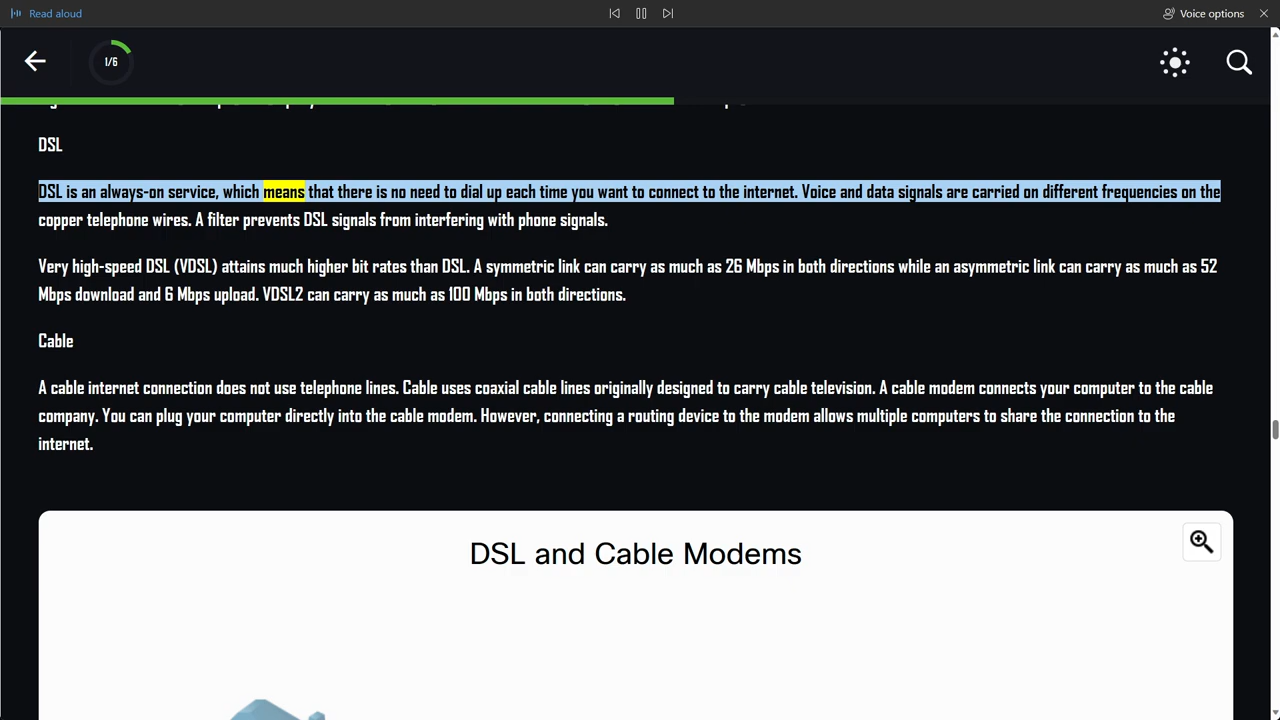 Read aloud
Voice options
1/6
DSL
DSL is an always-on service, which means that there is no need to dial up each time you want to connect to the internet. Voice and data signals are carried on different frequencies on the
copper telephone wires. A filter prevents DSL signals from interfering with phone signals.
Very high-speed DSL (VDSL) attains much higher bit rates than DSL. A symmetric link can carry as much as 26 Mbps in both directions while an asymmetric link can carry as much as 52
Mbps download and 6 Mbps upload. VDSL2 can carry as much as 100 Mbps in both directions.
Cable
A cable internet connection does not use telephone lines. Cable uses coaxial cable lines originally designed to carry cable television. A cable modem connects your computer to the cable
company. You can plug your computer directly into the cable modem. However, connecting a routing device to the modem allows multiple computers to share the connection to the
internet.
DSL and Cable Modems